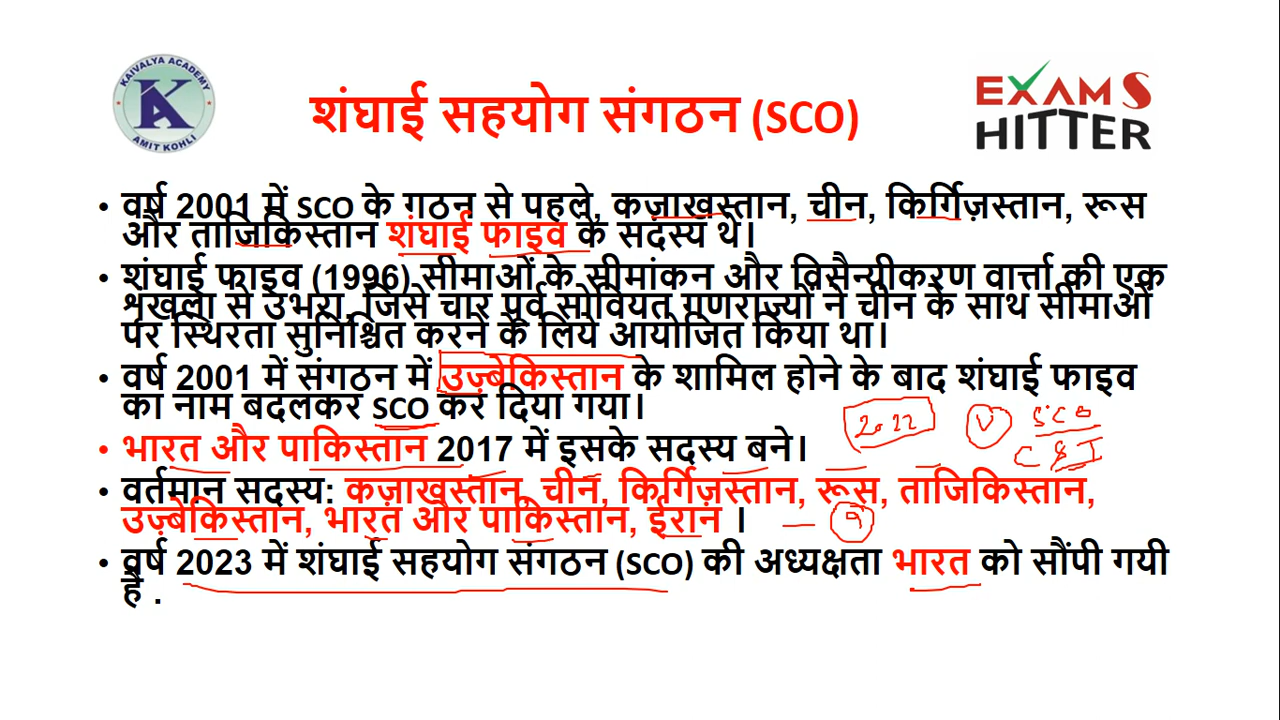 KAIVALYA ACADEMY
KA
AMIT KOHLI
शंघाई सहयोग संगठन (SCO)
EXAMS
HITTER
• वर्ष 2001 में SCO के गठन से पहले, कज़ाखस्तान, चीन, किर्गिज़स्तान, रूस
और ताजिकिस्तान शंघाई फाइव के सदस्य थे।
• शंघाई फाइव (1996) सीमाओं के सीमांकन और विसैन्यीकरण वार्त्ता की एक
श्रृंखला से उभरा, जिसे चार पूर्व सोवियत गणराज्यों ने चीन के साथ सीमाओं
पर स्थिरता सुनिश्चित करने के लिये आयोजित किया था।
• वर्ष 2001 में संगठन में उज़्बेकिस्तान के शामिल होने के बाद शंघाई फाइव
का नाम बदलकर SCO कर दिया गया।
2022 V SCO
C & I
• भारत और पाकिस्तान 2017 में इसके सदस्य बने।
• वर्तमान सदस्य: कज़ाखस्तान, चीन, किर्गिज़स्तान, रूस, ताजिकिस्तान,
उज़्बेकिस्तान, भारत और पाकिस्तान, ईरान । 9
• वर्ष 2023 में शंघाई सहयोग संगठन (SCO) की अध्यक्षता भारत को सौंपी गयी
है .